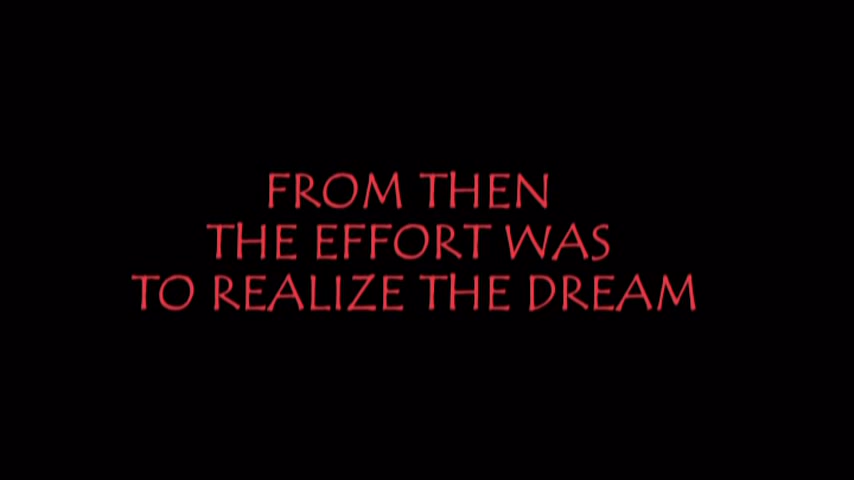 FROM THEN
THE EFFORT WAS
TO REALIZE THE DREAM